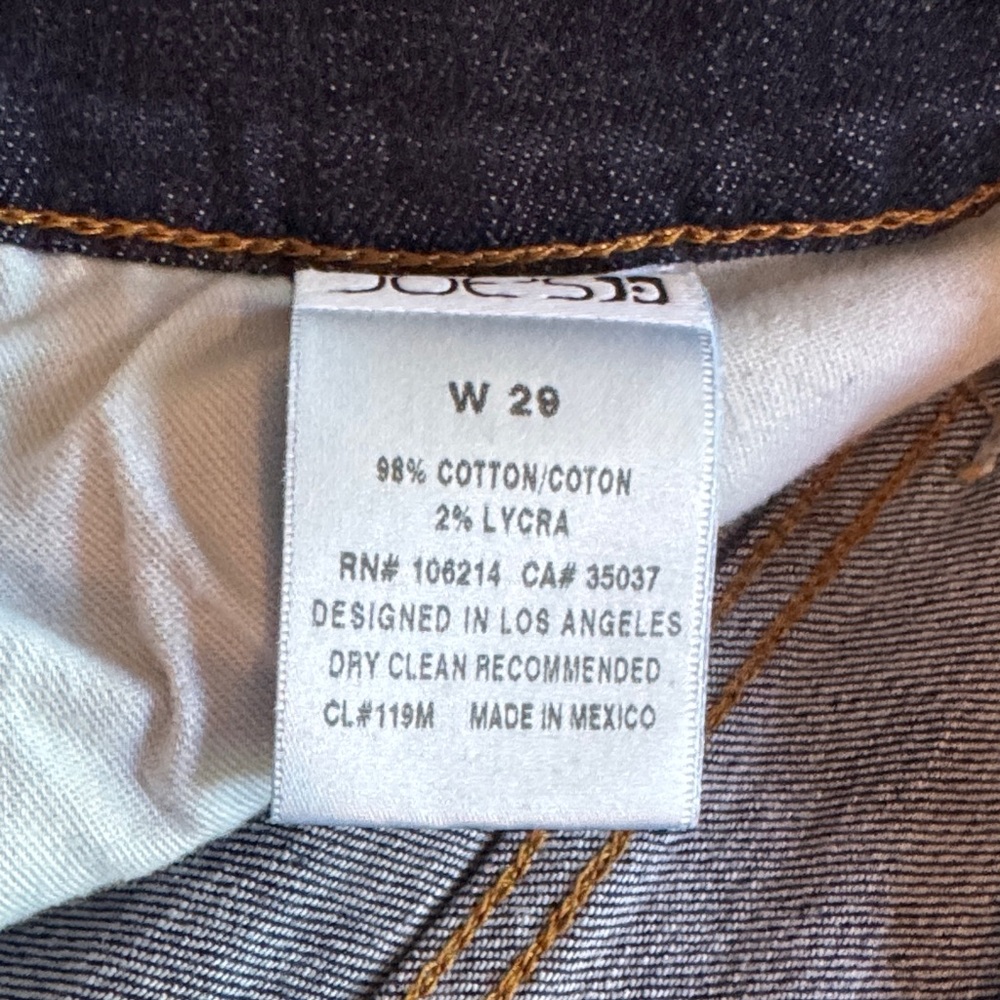 JOE'S
W 29
98% COTTON/COTON
2% LYCRA
RN# 106214 CA# 35037
DESIGNED IN LOS ANGELES
DRY CLEAN RECOMMENDED
CL#119M MADE IN MEXICO